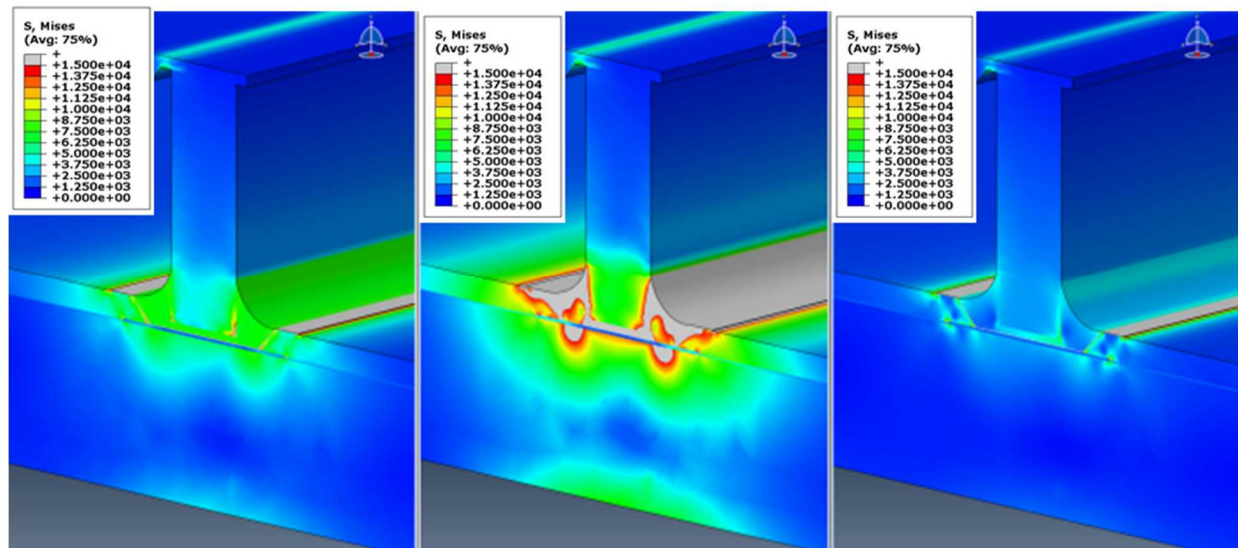 S, Mises
(Avg: 75%)
+
+1.500e+04
+1.375e+04
+1.250e+04
+1.125e+04
+1.000e+04
+8.750e+03
+7.500e+03
+6.250e+03
+5.000e+03
+3.750e+03
+2.500e+03
+1.250e+03
+0.000e+00
S, Mises
(Avg: 75%)
+
+1.500e+04
+1.375e+04
+1.250e+04
+1.125e+04
+1.000e+04
+8.750e+03
+7.500e+03
+6.250e+03
+5.000e+03
+3.750e+03
+2.500e+03
+1.250e+03
+0.000e+00
S, Mises
(Avg: 75%)
+
+1.500e+04
+1.375e+04
+1.250e+04
+1.125e+04
+1.000e+04
+8.750e+03
+7.500e+03
+6.250e+03
+5.000e+03
+3.750e+03
+2.500e+03
+1.250e+03
+0.000e+00